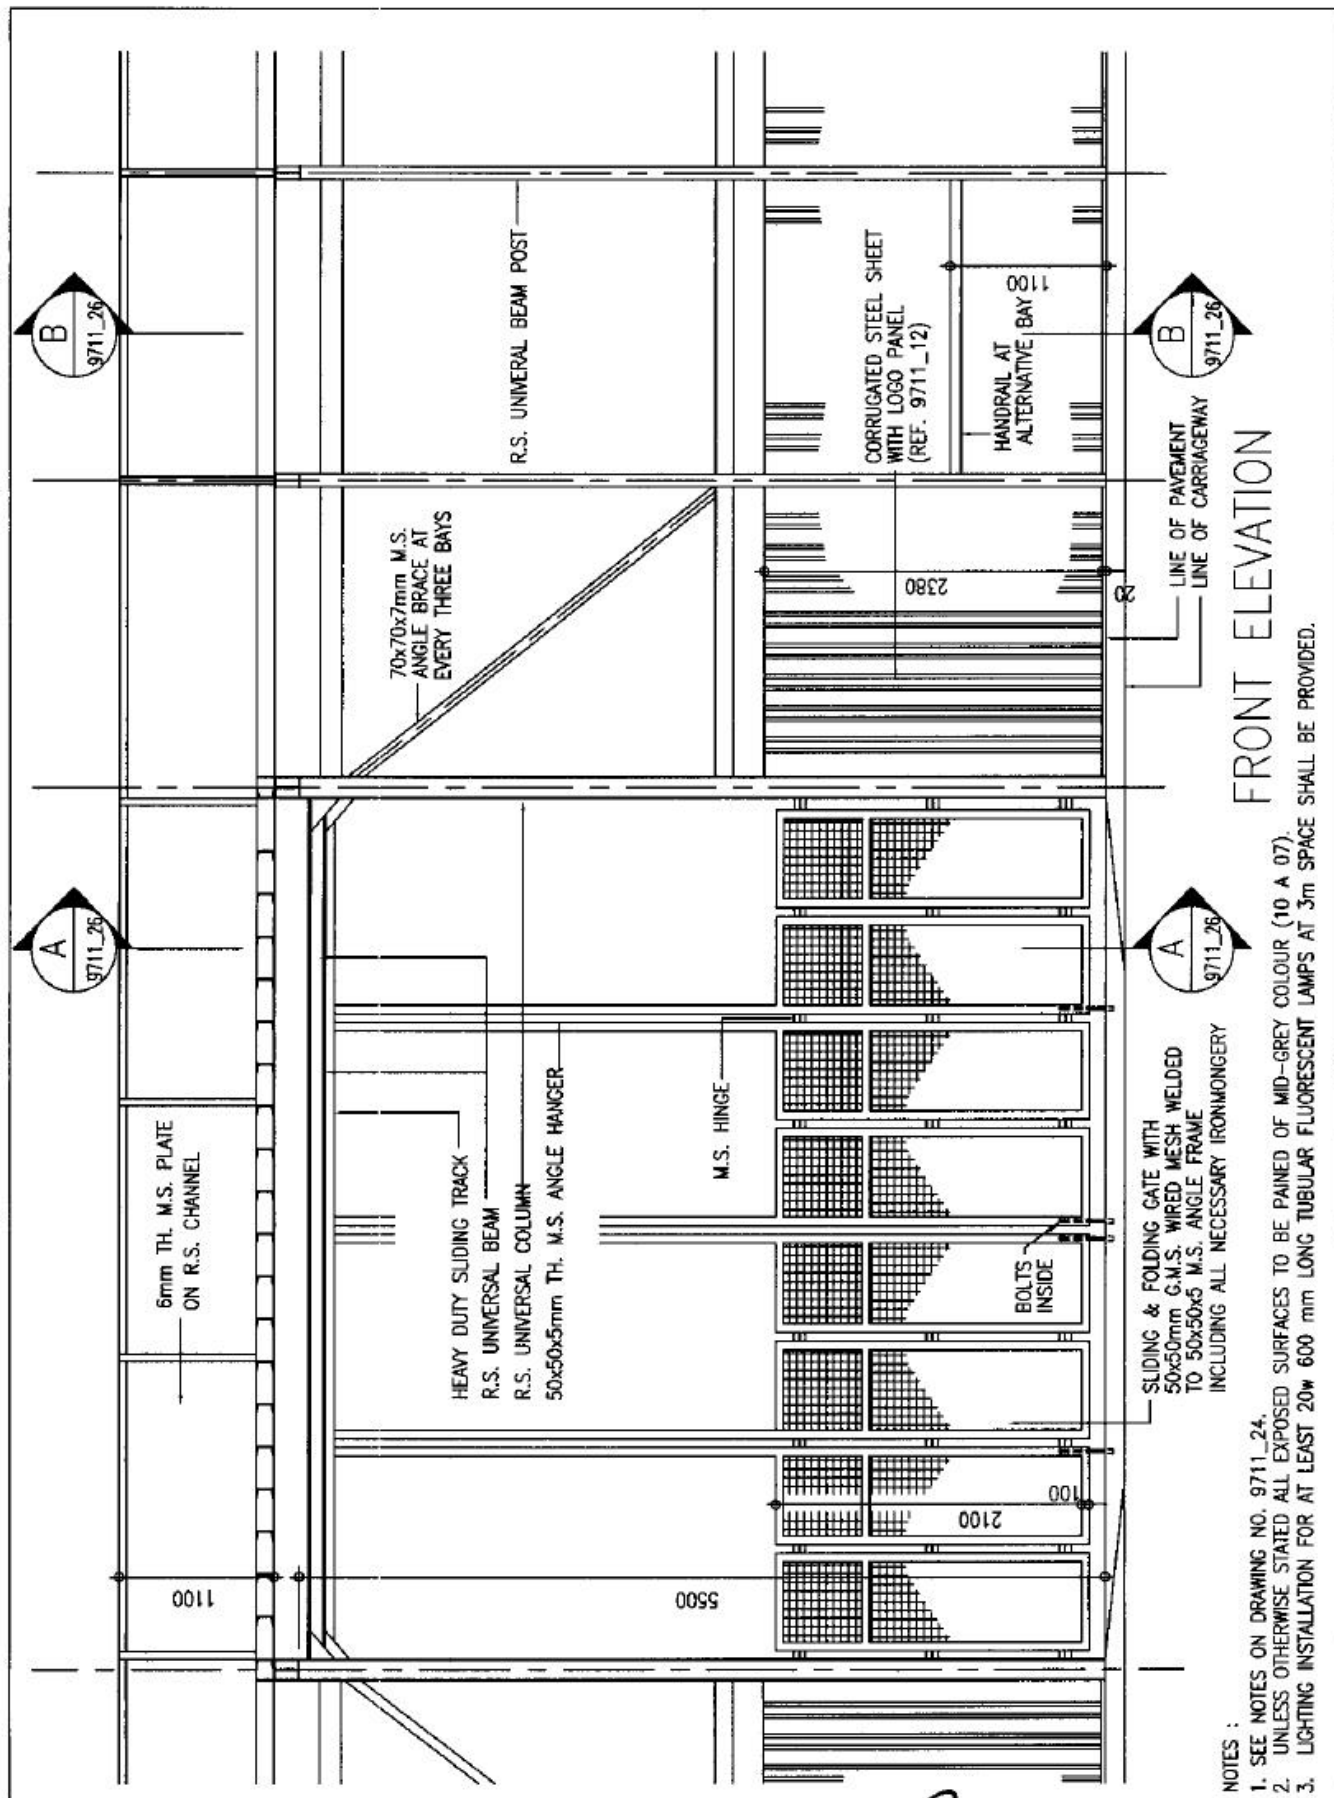 A
9711_26
B
9711_26
6mm TH. M.S. PLATE
ON R.S. CHANNEL
1100
70x70x7mm M.S.
ANGLE BRACE AT
EVERY THREE BAYS
R.S. UNIVERAL BEAM POST
HEAVY DUTY SLIDING TRACK
R.S. UNIVERSAL BEAM
R.S. UNIVERSAL COLUMN
50x50x5mm TH. M.S. ANGLE HANGER
5500
M.S. HINGE
CORRUGATED STEEL SHEET
WITH LOGO PANEL
(REF. 9711_12)
2380
HANDRAIL AT
ALTERNATIVE BAY
1100
2100
100
BOLTS
INSIDE
20
SLIDING & FOLDING GATE WITH
50x50mm G.M.S. WIRED MESH WELDED
TO 50x50x5 M.S. ANGLE FRAME
INCLUDING ALL NECESSARY IRONMONGERY
A
9711_26
LINE OF PAVEMENT
LINE OF CARRIAGEWAY
B
9711_26
FRONT ELEVATION
NOTES :
1. SEE NOTES ON DRAWING NO. 9711_24.
2. UNLESS OTHERWISE STATED ALL EXPOSED SURFACES TO BE PAINED OF MID-GREY COLOUR (10 A 07).
3. LIGHTING INSTALLATION FOR AT LEAST 20w 600 mm LONG TUBULAR FLUORESCENT LAMPS AT 3m SPACE SHALL BE PROVIDED.